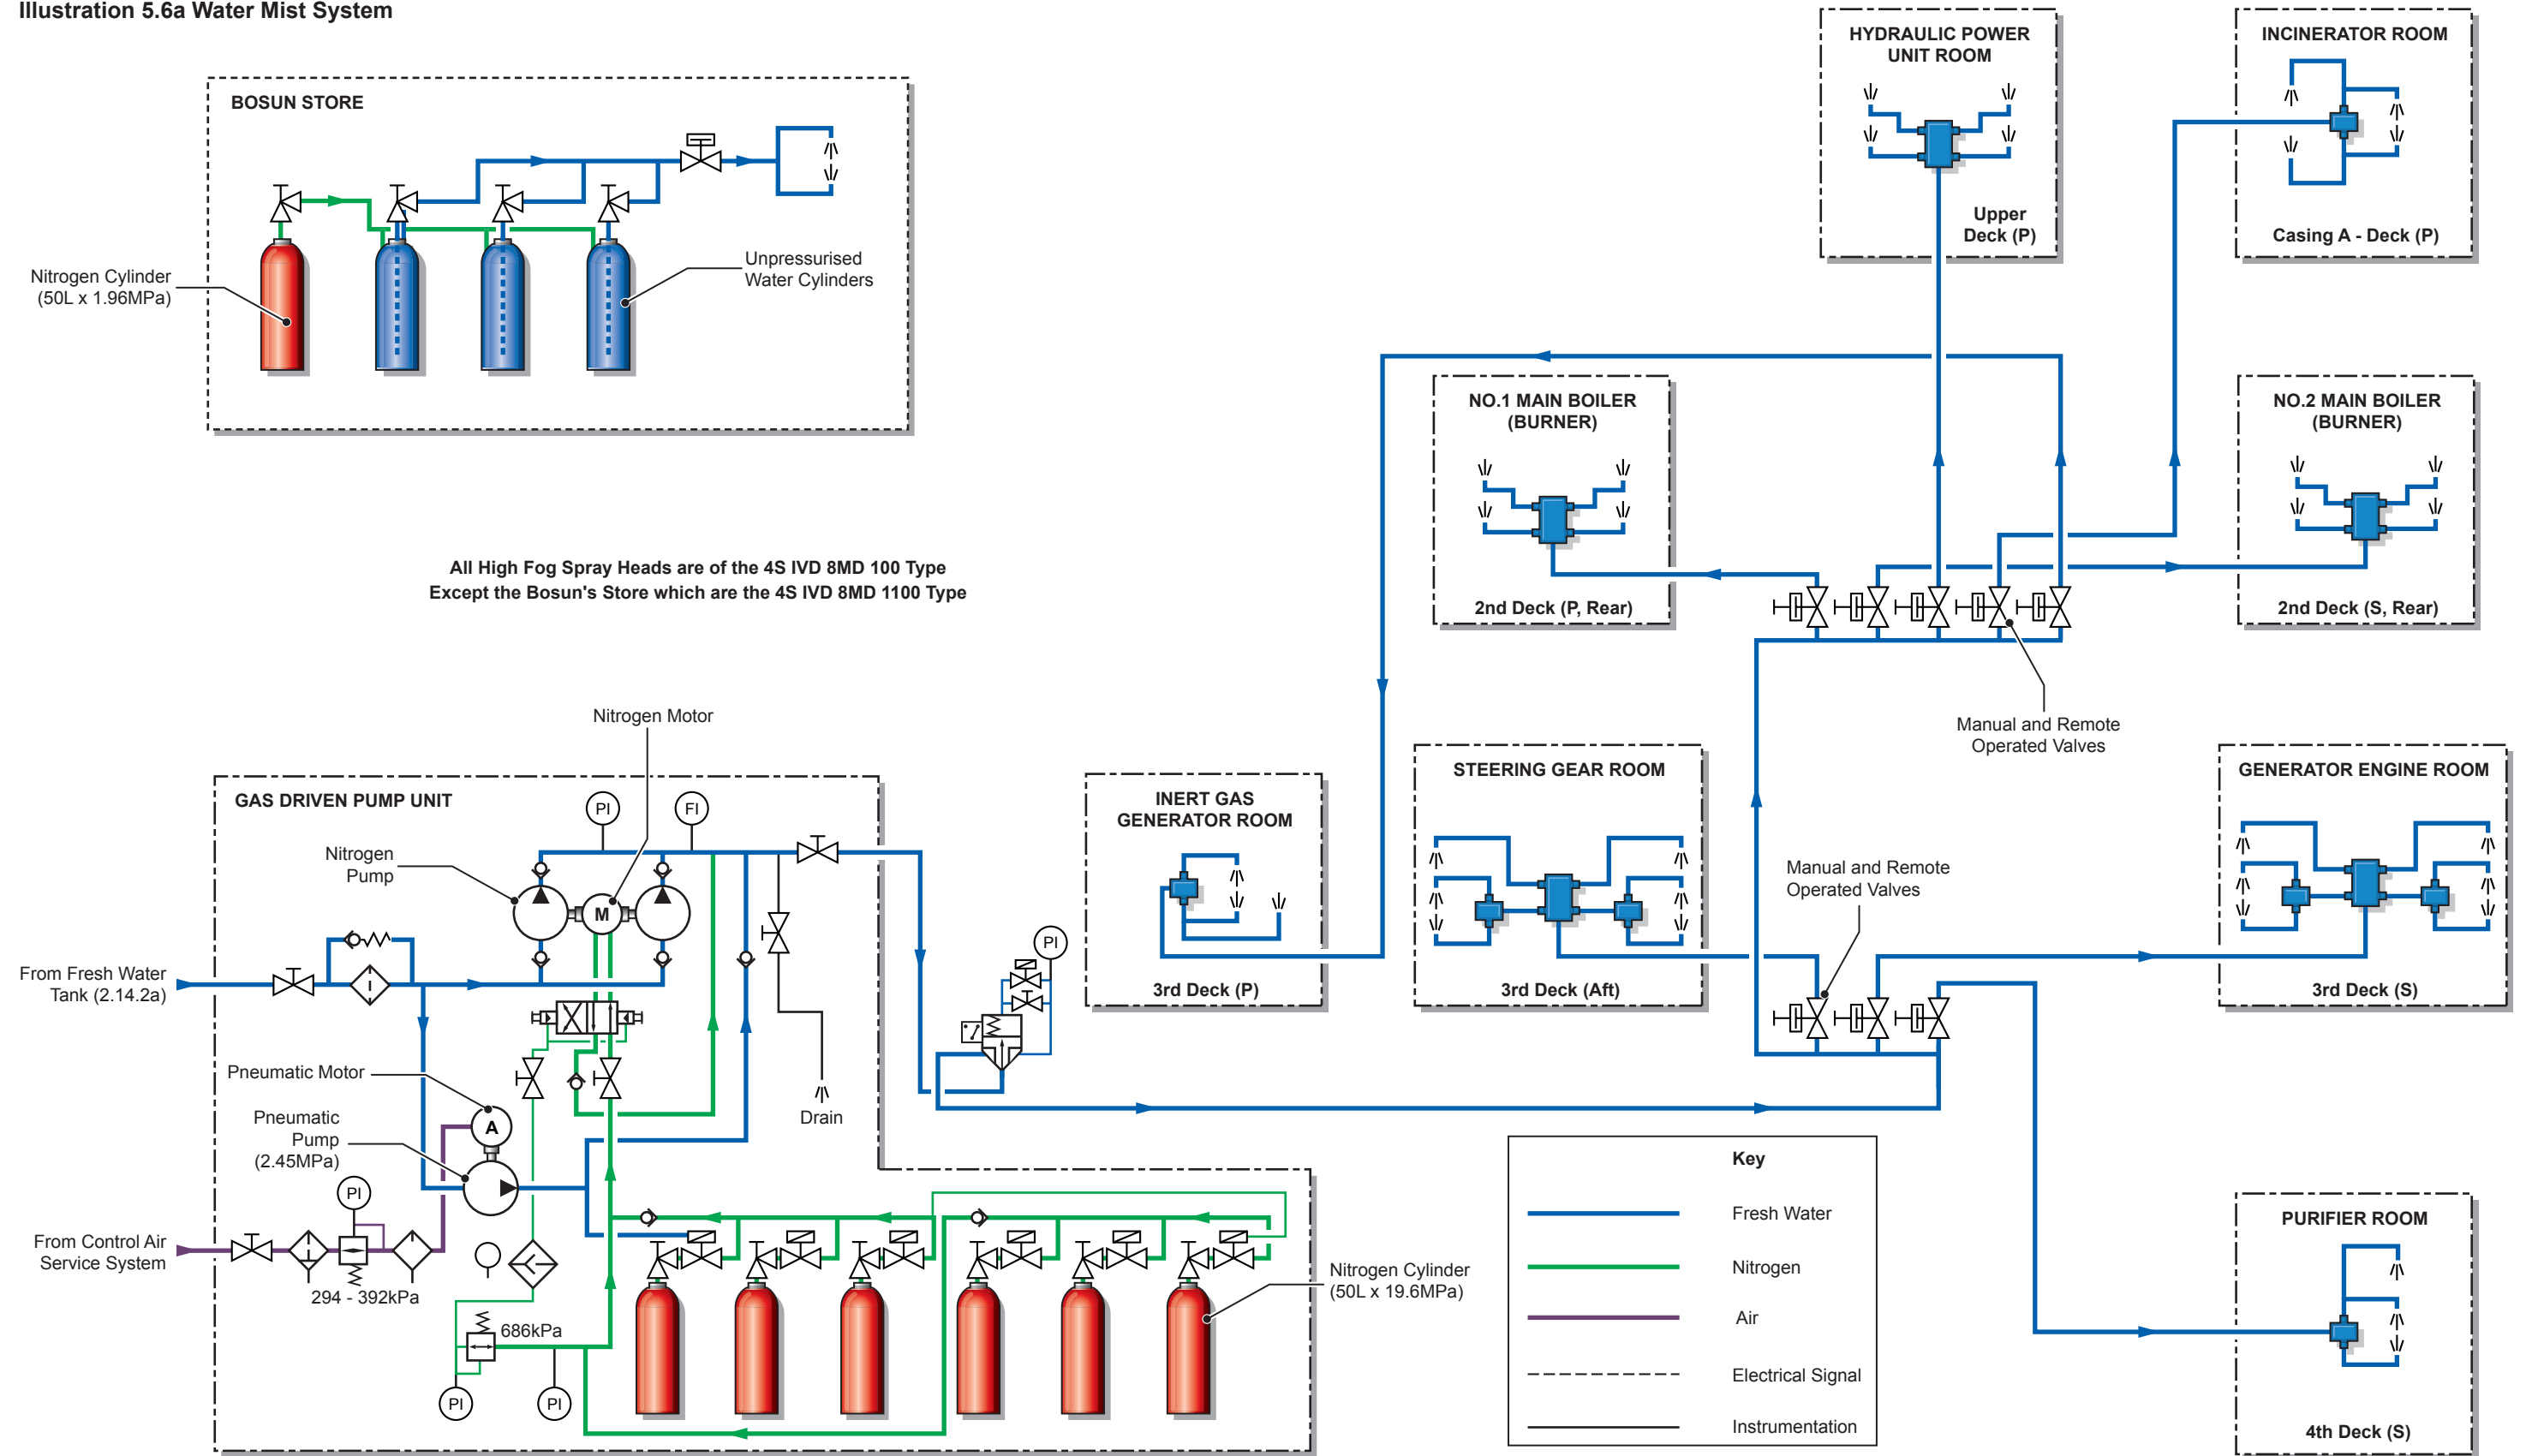 Illustration 5.6a Water Mist System
BOSUN STORE
Nitrogen Cylinder
(50L x 1.96MPa)
Unpressurised
Water Cylinders
HYDRAULIC POWER
UNIT ROOM
Upper
Deck (P)
INCINERATOR ROOM
Casing A - Deck (P)
NO.1 MAIN BOILER
(BURNER)
2nd Deck (P, Rear)
NO.2 MAIN BOILER
(BURNER)
2nd Deck (S, Rear)
All High Fog Spray Heads are of the 4S IVD 8MD 100 Type
Except the Bosun's Store which are the 4S IVD 8MD 1100 Type
Manual and Remote
Operated Valves
Nitrogen Motor
GAS DRIVEN PUMP UNIT
PI
FI
Nitrogen
Pump
M
From Fresh Water
Tank (2.14.2a)
I
Pneumatic Motor
A
Pneumatic
Pump
(2.45MPa)
Drain
PI
PI
From Control Air
Service System
294 - 392kPa
686kPa
PI
PI
Nitrogen Cylinder
(50L x 19.6MPa)
INERT GAS
GENERATOR ROOM
3rd Deck (P)
STEERING GEAR ROOM
3rd Deck (Aft)
Manual and Remote
Operated Valves
GENERATOR ENGINE ROOM
3rd Deck (S)
Key
Fresh Water
Nitrogen
Air
Electrical Signal
Instrumentation
PURIFIER ROOM
4th Deck (S)